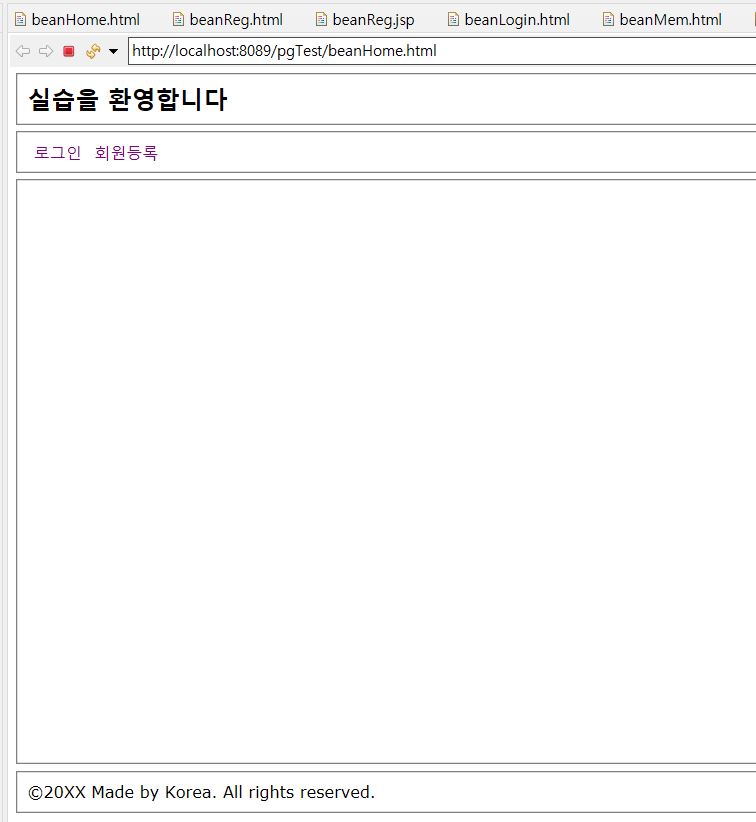 beanHome.html beanReg.html beanReg.jsp beanLogin.html beanMem.html
http://localhost:8089/pgTest/beanHome.html
실습을 환영합니다
로그인 회원등록
©20XX Made by Korea. All rights reserved.